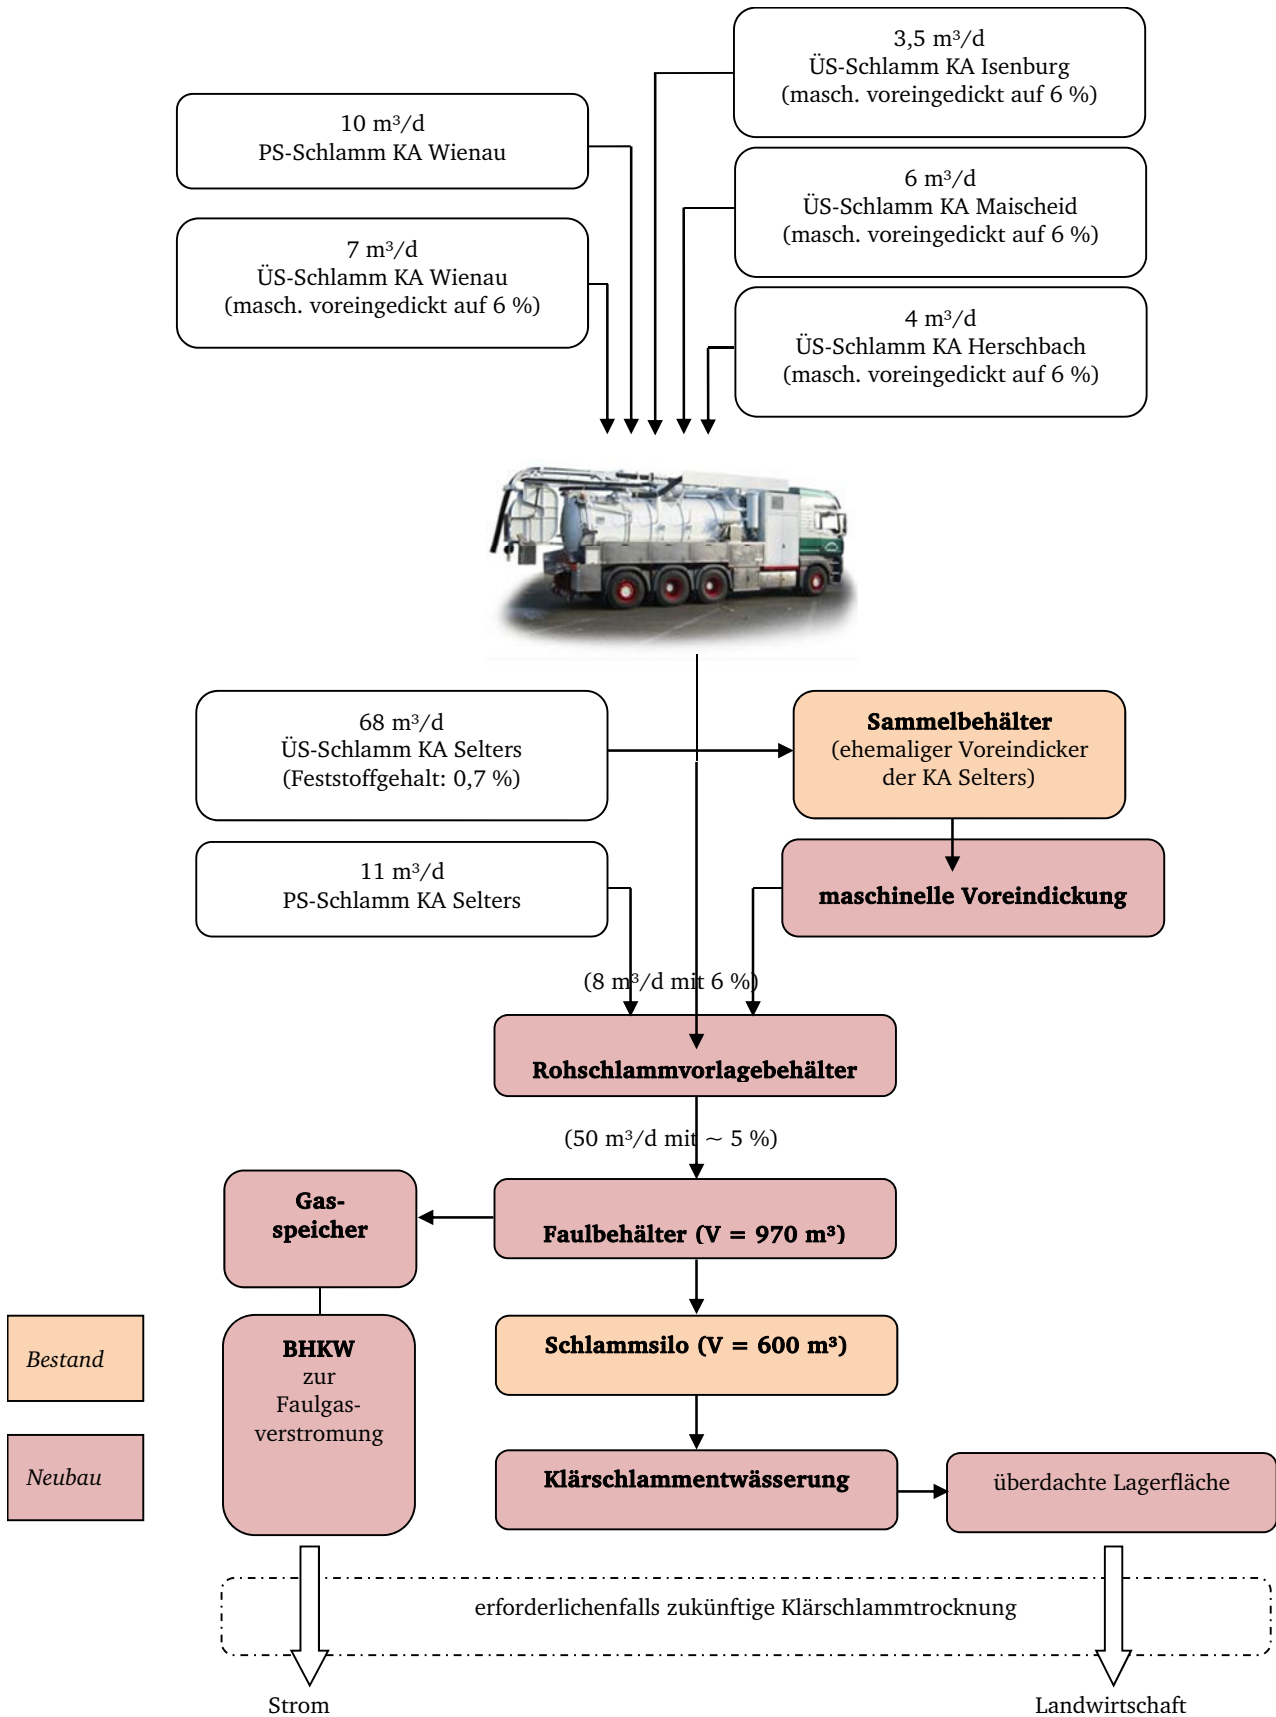 3,5 m³/d
ÜS-Schlamm KA Isenburg
(masch. voreingedickt auf 6 %)
10 m³/d
PS-Schlamm KA Wienau
6 m³/d
ÜS-Schlamm KA Maischeid
(masch. voreingedickt auf 6 %)
7 m³/d
ÜS-Schlamm KA Wienau
(masch. voreingedickt auf 6 %)
4 m³/d
ÜS-Schlamm KA Herschbach
(masch. voreingedickt auf 6 %)
68 m³/d
ÜS-Schlamm KA Selters
(Feststoffgehalt: 0,7 %)
Sammelbehälter
(ehemaliger Voreindicker
der KA Selters)
11 m³/d
PS-Schlamm KA Selters
maschinelle Voreindickung
(8 m³/d mit 6 %)
Rohschlammvorlagebehälter
(50 m³/d mit ~ 5 %)
Gas-
speicher
Faulbehälter (V = 970 m³)
Schlammsilo (V = 600 m³)
BHKW
zur
Faulgas-
verstromung
Bestand
Neubau
Klärschlammentwässerung
überdachte Lagerfläche
erforderlichenfalls zukünftige Klärschlammtrocknung
Strom
Landwirtschaft